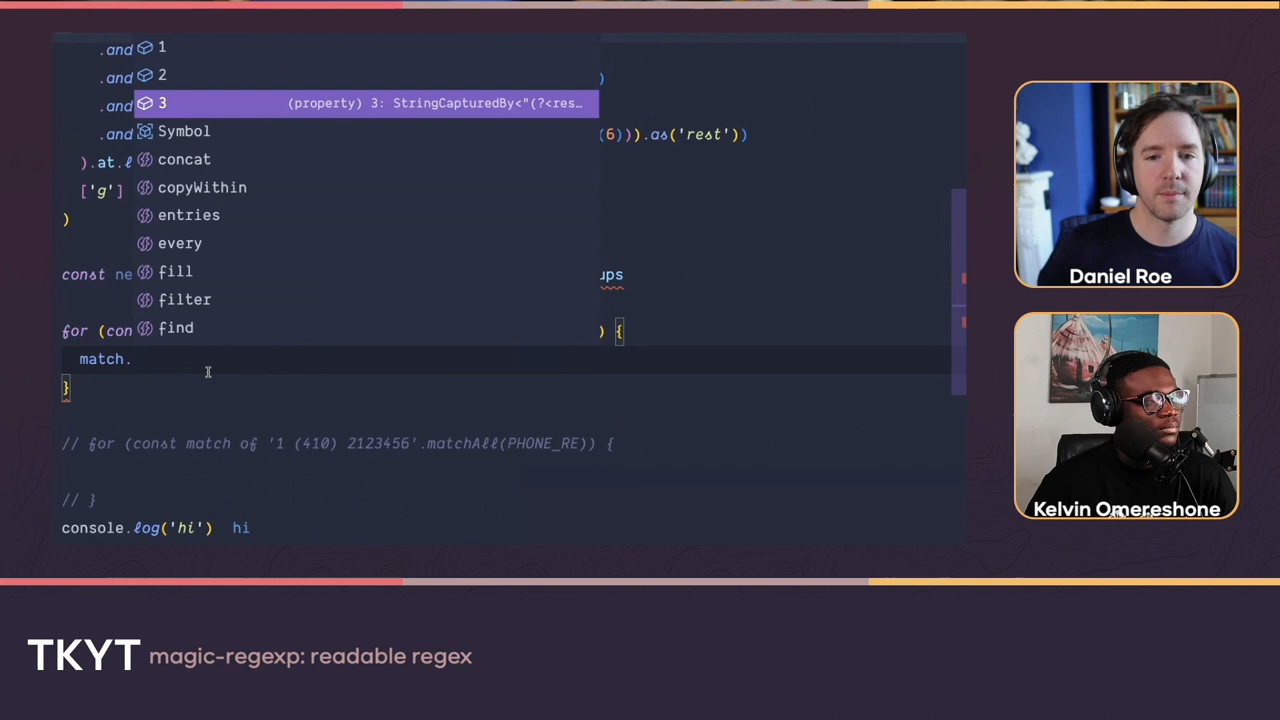 .and
1
.and
2
)
.and
3
(property) 3: StringCapturedBy<"(?<res…
.and
Symbol
(6))).as('rest'))
).at.l
concat
['g']
copyWithin
)
entries
every
const ne
fill
ups
filter
for (con
find
) {
match.
}
// for (const match of '1 (410) 2123456'.matchAll(PHONE_RE)) {
// }
console.log('hi') hi
Daniel Roe
Kelvin Omereshone
TKYT magic-regexp: readable regex